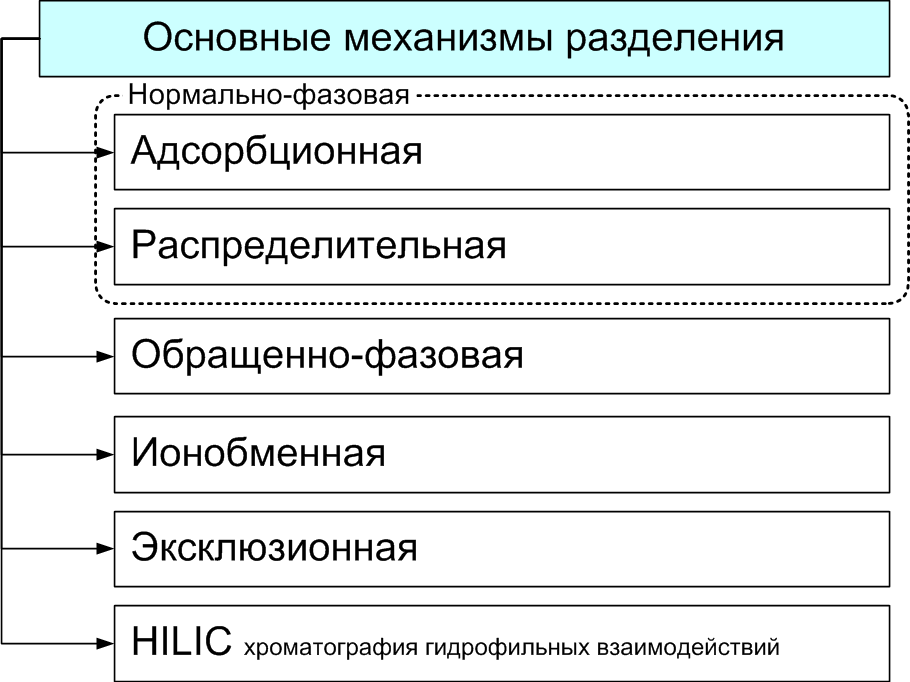 Основные механизмы разделения
Нормально-фазовая
Адсорбционная
Распределительная
Обращенно-фазовая
Ионобменная
Эксклюзионная
HILIC хроматография гидрофильных взаимодействий